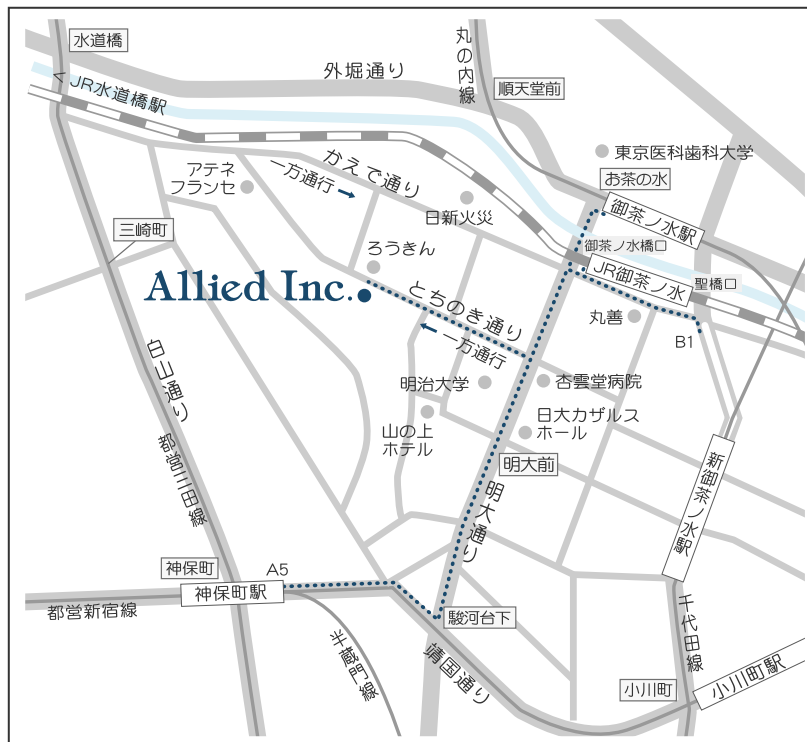 水道橋
JR水道橋駅
外堀通り
丸の内線
順天堂前
東京医科歯科大学
お茶の水
御茶ノ水駅
御茶ノ水橋口
JR御茶ノ水
聖橋口
かえで通り
一方通行
アテネ
フランセ
日新火災
三崎町
ろうきん
Allied Inc.
とちのき通り
一方通行
丸善
B1
明治大学
杏雲堂病院
山の上
ホテル
日大カザルス
ホール
明大前
明大通り
白山通り
都営三田線
新御茶ノ水駅
神保町
A5
神保町駅
都営新宿線
半蔵門線
駿河台下
靖国通り
千代田線
小川町
小川町駅